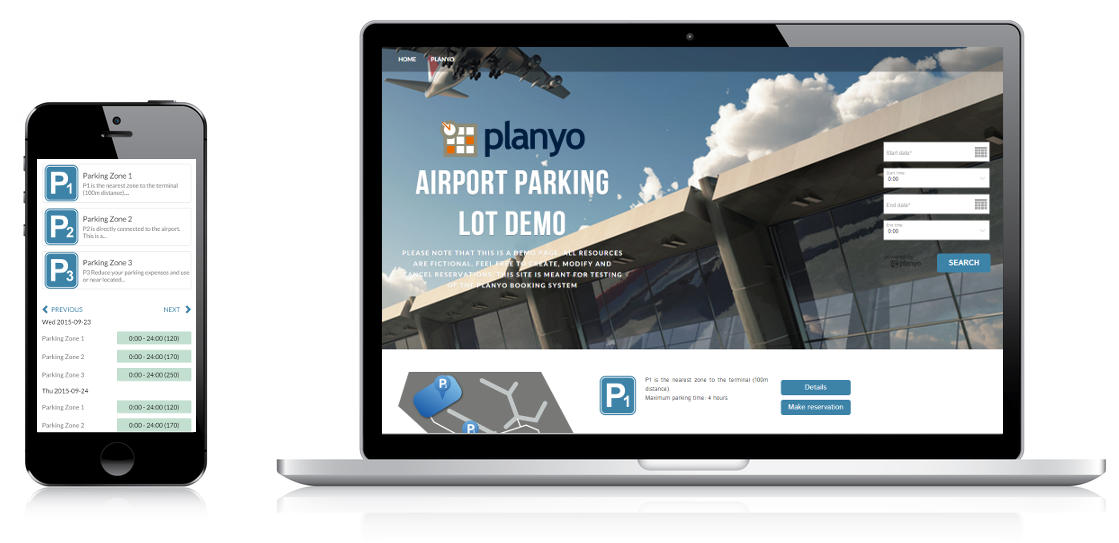 P1
Parking Zone 1
P1 is the nearest zone to the terminal
(100m distance)...
P2
Parking Zone 2
P2 is directly connected to the airport.
This is a...
P3
Parking Zone 3
P3 Reduce your parking expenses and use
or near located...
PREVIOUS NEXT
Wed 2015-09-23
Parking Zone 1 0:00 - 24:00 (120)
Parking Zone 2 0:00 - 24:00 (170)
Parking Zone 3 0:00 - 24:00 (250)
Thu 2015-09-24
Parking Zone 1 0:00 - 24:00 (120)
Parking Zone 2 0:00 - 24:00 (170)
HOME PLANYO
planyo
AIRPORT PARKING
LOT DEMO
PLEASE NOTE THAT THIS IS A DEMO PAGE. ALL RESOURCES
ARE FICTIONAL. FEEL FREE TO CREATE, MODIFY AND
CANCEL RESERVATIONS. THIS SITE IS MEANT FOR TESTING
OF THE PLANYO BOOKING SYSTEM
Start date*
Start time
0:00
End date*
End time
0:00
powered by
planyo
SEARCH
P
P
P1
P1 is the nearest zone to the terminal (100m
distance)
Maximum parking time: 4 hours
Details
Make reservation